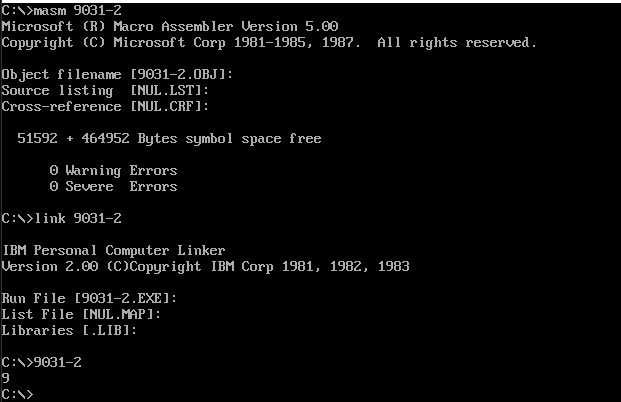 C:\>masm 9031-2
Microsoft (R) Macro Assembler Version 5.00
Copyright (C) Microsoft Corp 1981-1985, 1987.  All rights reserved.
Object filename [9031-2.OBJ]:
Source listing  [NUL.LST]:
Cross-reference [NUL.CRF]:
51592 + 464952 Bytes symbol space free
0 Warning Errors
0 Severe  Errors
C:\>link 9031-2
IBM Personal Computer Linker
Version 2.00 (C)Copyright IBM Corp 1981, 1982, 1983
Run File [9031-2.EXE]:
List File [NUL.MAP]:
Libraries [.LIB]:
C:\>9031-2
9
C:\>